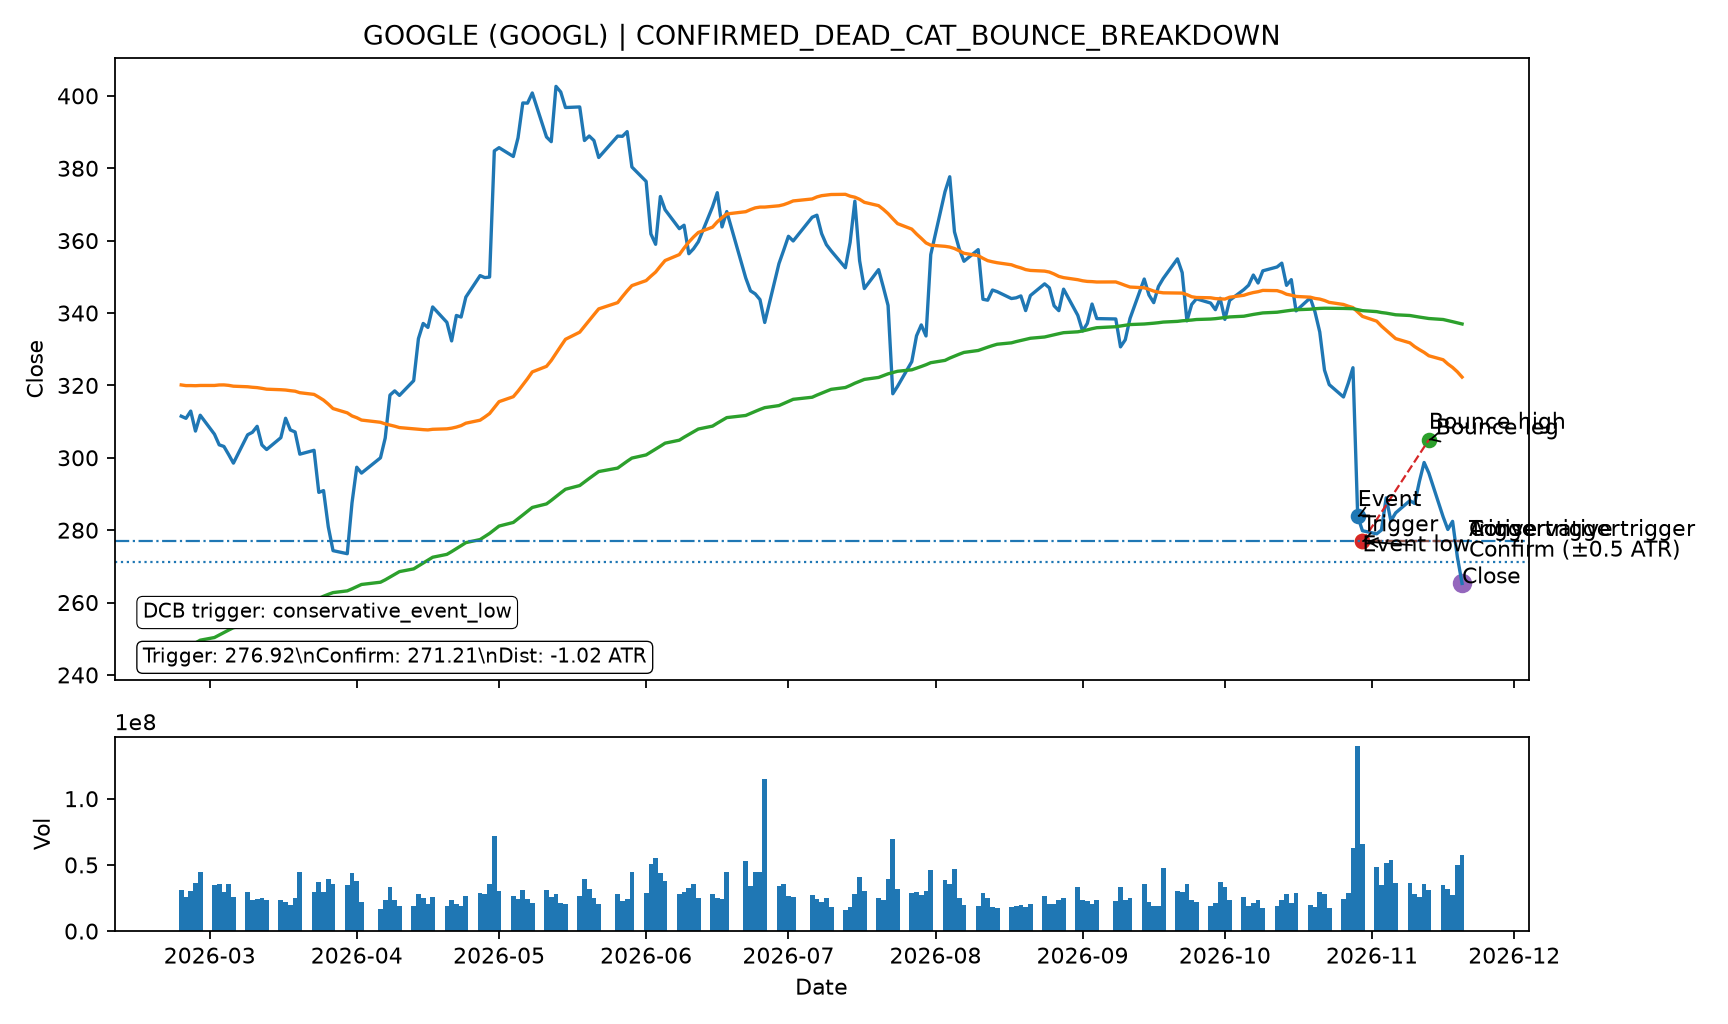 GOOGLE (GOOGL) | CONFIRMED_DEAD_CAT_BOUNCE_BREAKDOWN
Close
400
380
360
340
320
300
280
260
240
Bounce high
Bounce leg
Event
Trigger
Event low
Conservative trigger
Confirm (±0.5 ATR)
Close
DCB trigger: conservative_event_low
Trigger: 276.92\nConfirm: 271.21\nDist: -1.02 ATR
1e8
Vol
1.0
0.5
0.0
2026-03
2026-04
2026-05
2026-06
2026-07
2026-08
2026-09
2026-10
2026-11
2026-12
Date